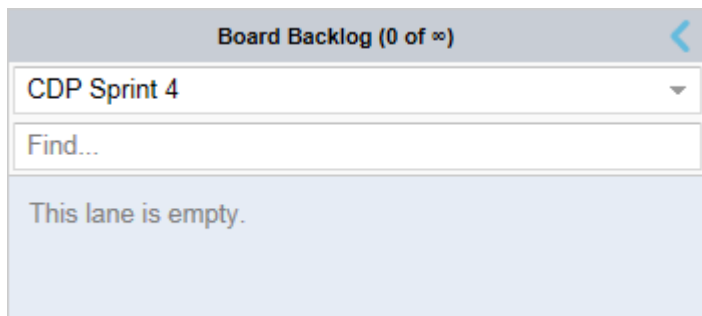 Board Backlog (0 of ∞)
CDP Sprint 4
Find...
This lane is empty.